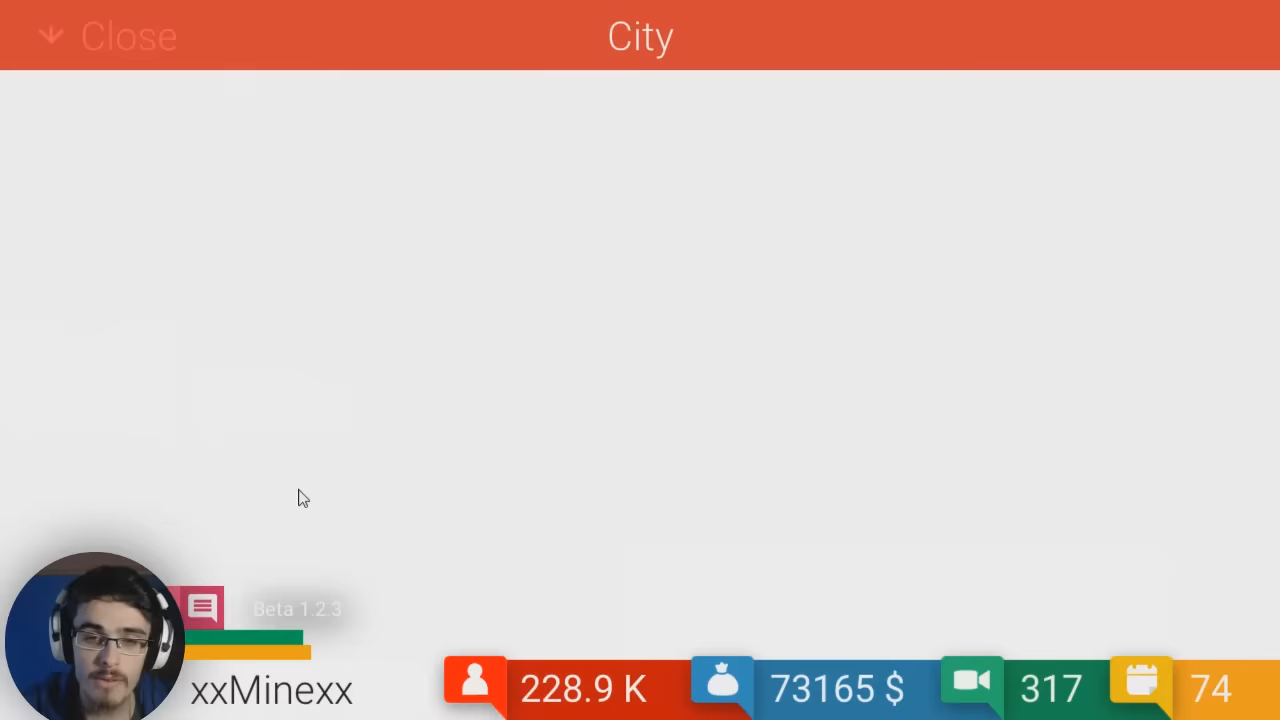 Close
City
Beta 1.2.3
xxMinexx
228.9 K
73165 $
317
74